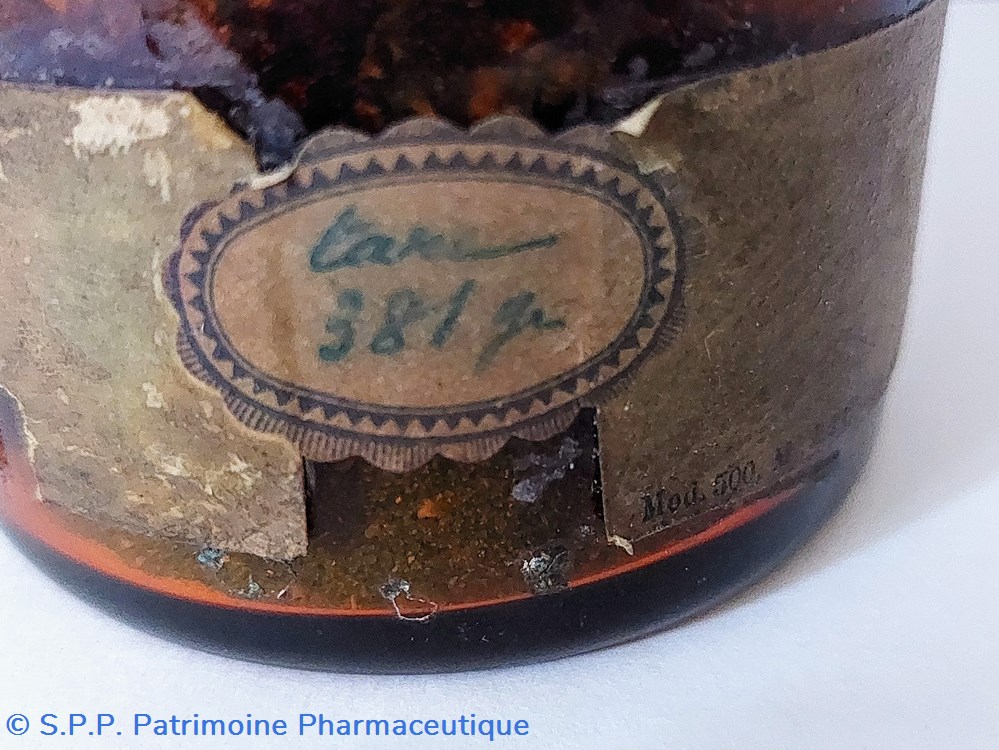 tare
381 gr
Mod. 500.
© S.P.P. Patrimoine Pharmaceutique